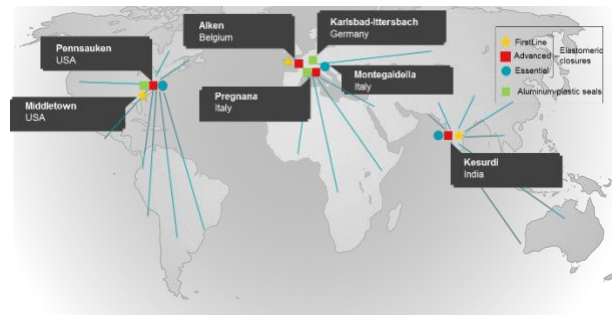 Alken
Belgium
Karlsbad-Ittersbach
Germany
Pennsauken
USA
Montegaldella
Italy
Middletown
USA
Pregnana
Italy
Kesurdi
India
FirstLine
Advanced
Essential
Elastomeric
closures
Aluminum-plastic seals